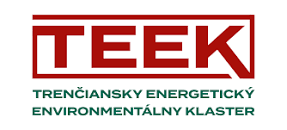 TEEK
TRENČIANSKY ENERGETICKÝ
ENVIRONMENTÁLNY KLASTER